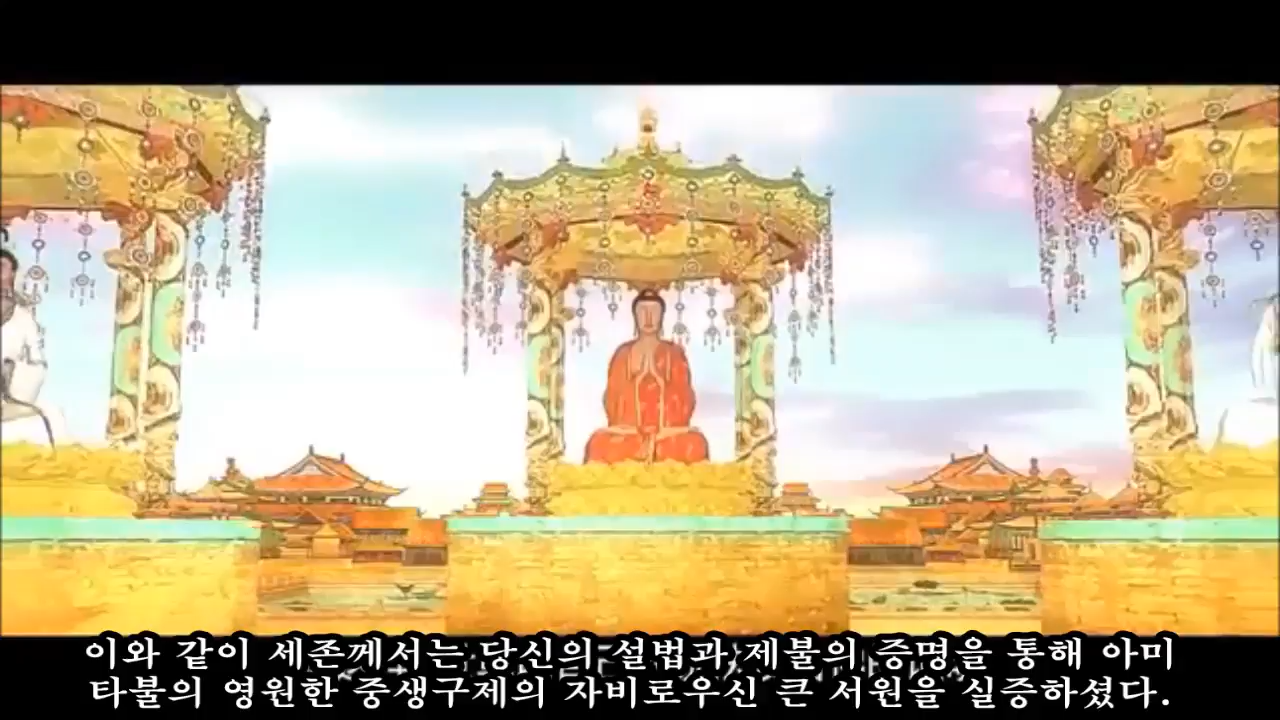 이와 같이 세존께서는 당신의 설법과 제불의 증명을 통해 아미
타불의 영원한 중생구제의 자비로우신 큰 서원을 실증하셨다.